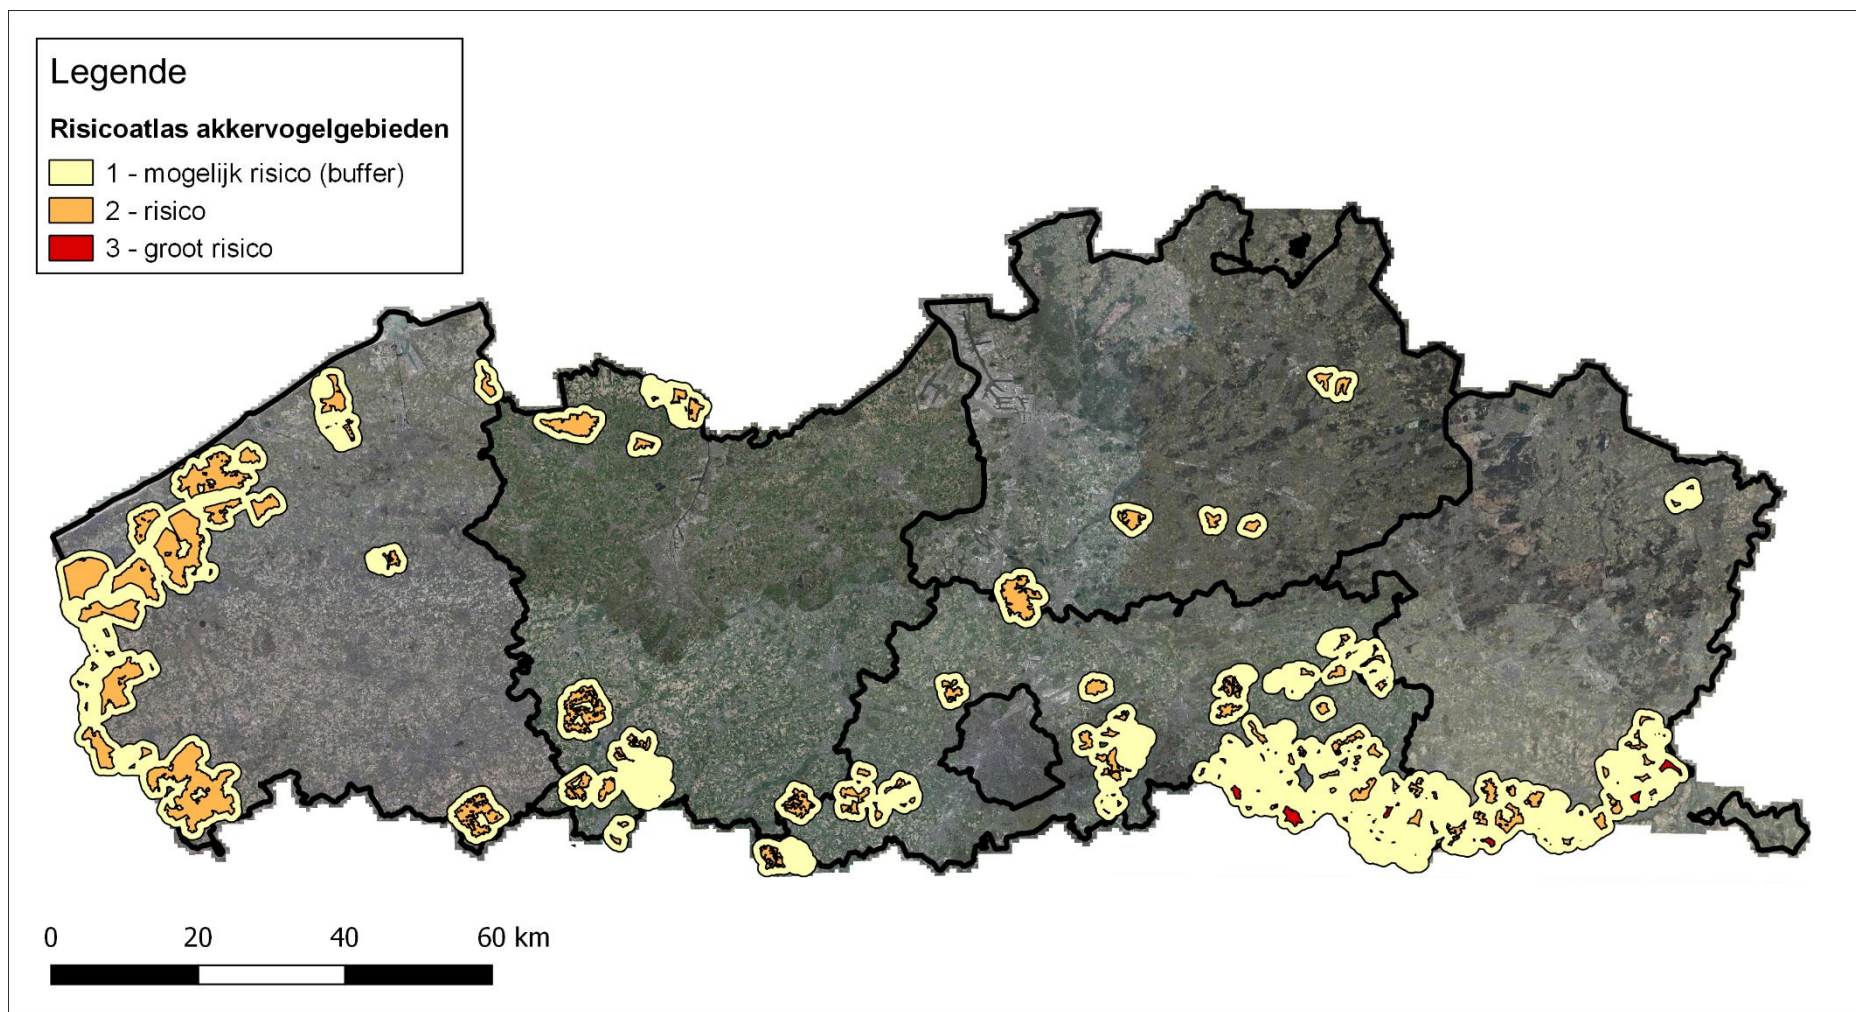 Legende
Risicoatlas akkervogelgebieden
1 - mogelijk risico (buffer)
2 - risico
3 - groot risico
0 20 40 60 km